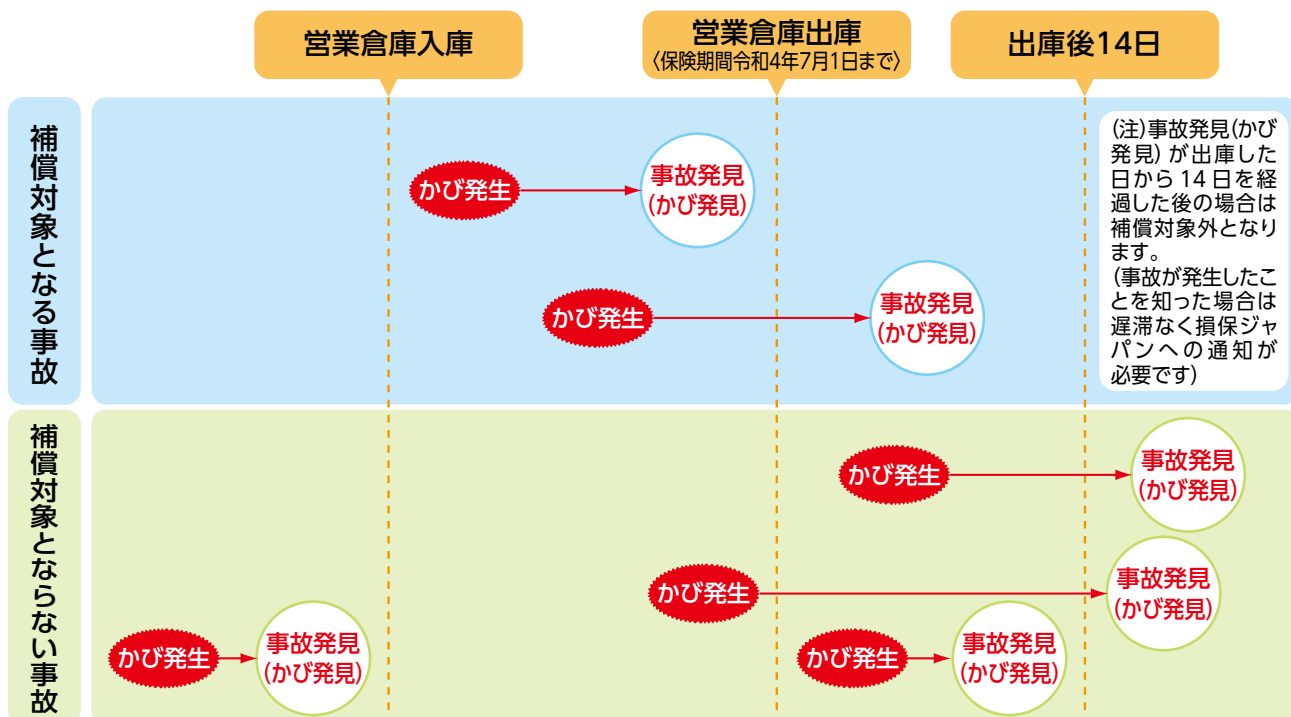 営業倉庫入庫
営業倉庫出庫
〈保険期間令和4年7月1日まで〉
出庫後14日
補償対象となる事故
かび発生
事故発見
(かび発見)
かび発生
事故発見
(かび発見)
(注)事故発見(かび
発見)が出庫した
日から14日を経
過した後の場合は
補償対象外となり
ます。
(事故が発生したこ
とを知った場合は
遅滞なく損保ジャ
パンへの通知が
必要です)
補償対象とならない事故
かび発生
事故発見
(かび発見)
かび発生
事故発見
(かび発見)
かび発生
事故発見
(かび発見)
かび発生
事故発見
(かび発見)